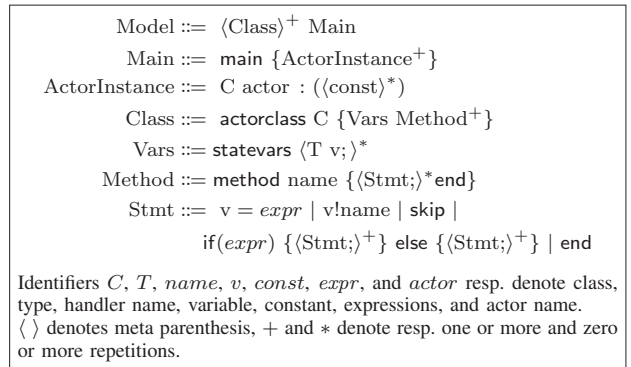 Model ::= ⟨Class⟩+ Main
Main ::= main {ActorInstance+}
ActorInstance ::= C actor : (⟨const⟩*)
Class ::= actorclass C {Vars Method+}
Vars ::= statevars ⟨T v;⟩*
Method ::= method name {⟨Stmt;⟩*end}
Stmt ::= v = expr | v!name | skip |
if(expr) {⟨Stmt;⟩+} else {⟨Stmt;⟩+} | end
Identifiers C, T, name, v, const, expr, and actor resp. denote class,
type, handler name, variable, constant, expressions, and actor name.
⟨ ⟩ denotes meta parenthesis, + and * denote resp. one or more and zero
or more repetitions.